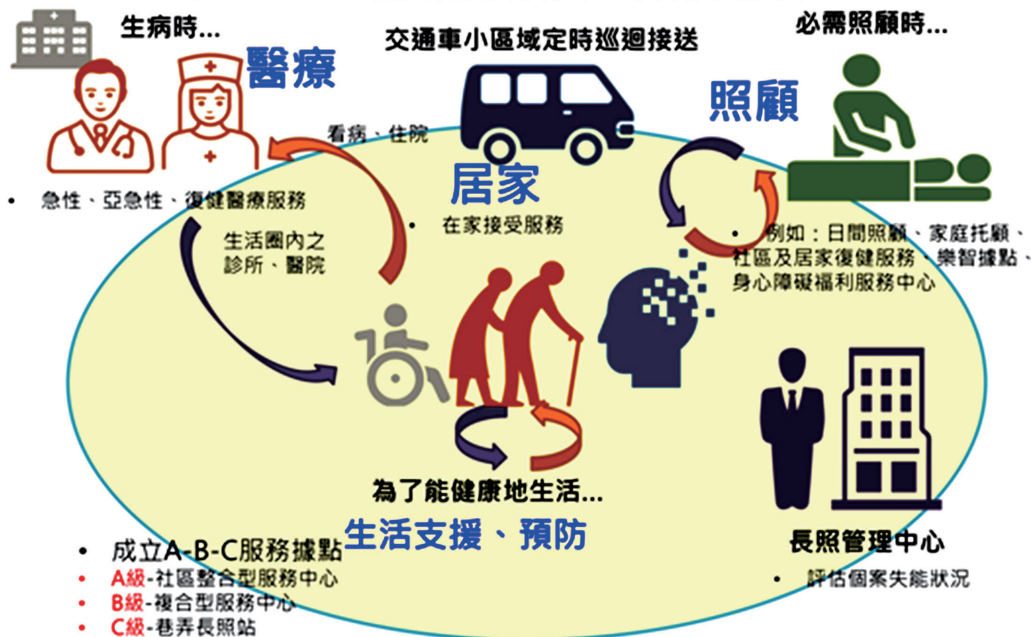 生病時...
醫療
交通車小區域定時巡迴接送
必需照顧時...
照顧
看病、住院
居家
• 急性、亞急性、復健醫療服務
• 在家接受服務
生活圈內之
診所、醫院
• 例如：日間照顧、家庭托顧、
社區及居家復健服務、樂智據點、
身心障礙福利服務中心
為了能健康地生活...
生活支援、預防
長照管理中心
• 評估個案失能狀況
• 成立A-B-C服務據點
• A級-社區整合型服務中心
• B級-複合型服務中心
• C級-巷弄長照站